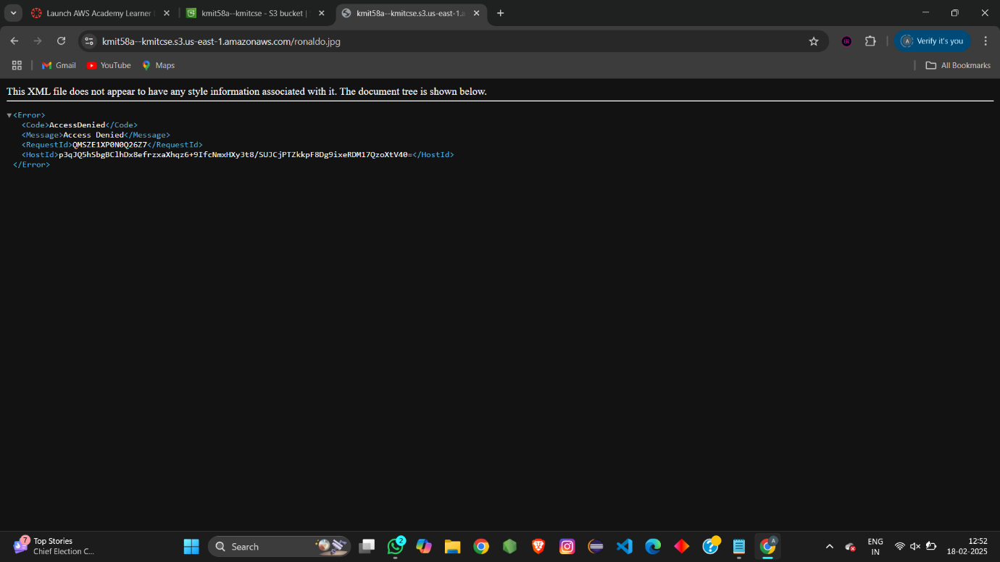 Launch AWS Academy Learner
kmit58a--kmitcse - S3 bucket |
kmit58a--kmitcse.s3.us-east-1.a
kmit58a--kmitcse.s3.us-east-1.amazonaws.com/ronaldo.jpg
A
Verify it's you
Gmail
YouTube
Maps
All Bookmarks
This XML file does not appear to have any style information associated with it. The document tree is shown below.
<Error>
<Code>AccessDenied</Code>
<Message>Access Denied</Message>
<RequestId>QMSZE1XP0N0Q26Z7</RequestId>
<HostId>p3qJQ5hSbgBClhDx8efrzxaXhqz6+9IfcNmxHXy3t8/SUJCjPTZkkpF8Dg9ixeRDM17QzoXtV40=</HostId>
</Error>
7
Top Stories
Chief Election C...
Search
2
A
ENG
IN
12:52
18-02-2025